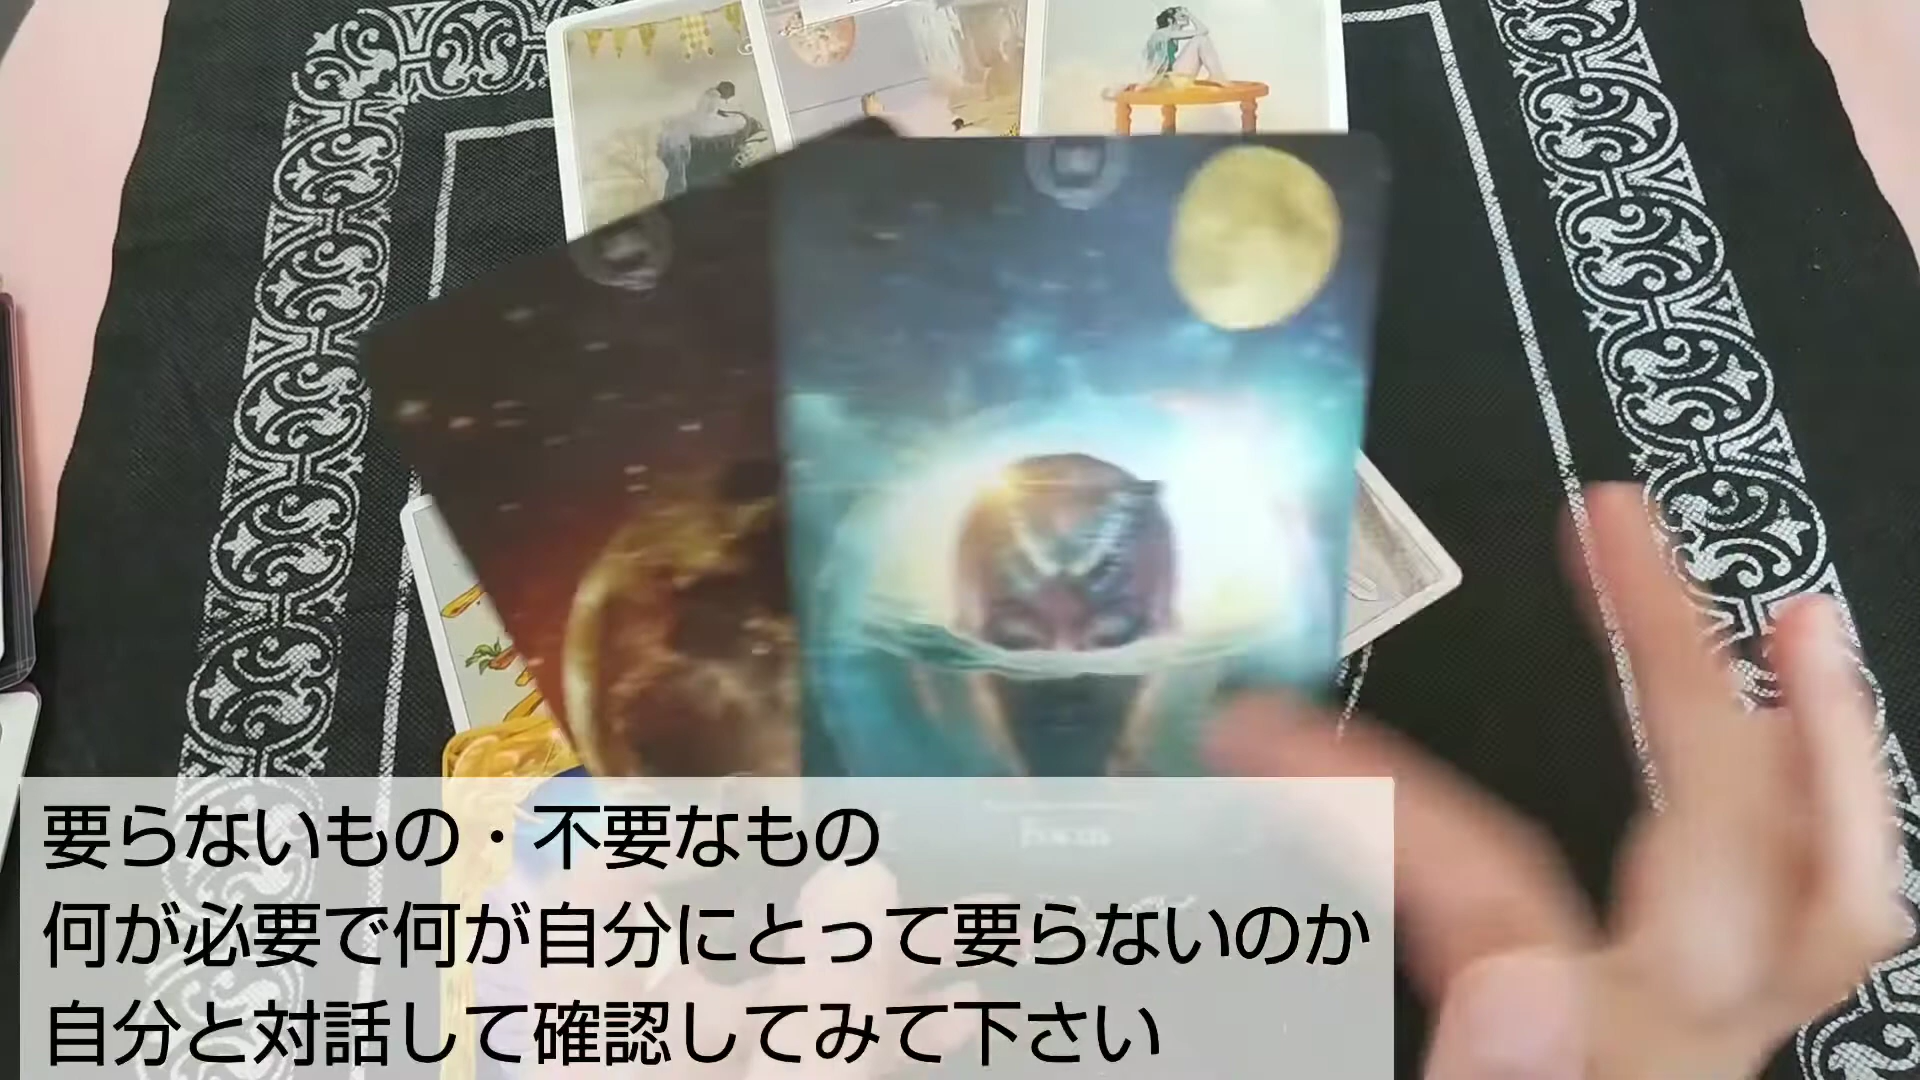 Focus
要らないもの・不要なもの
何が必要で何が自分にとって要らないのか
自分と対話して確認してみて下さい